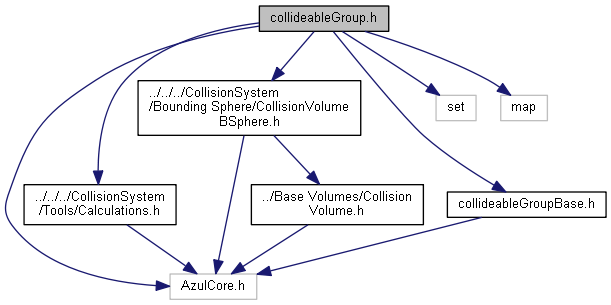 collideableGroup.h
../../../CollisionSystem
/Bounding Sphere/CollisionVolume
BSphere.h
set
map
../../../CollisionSystem
/Tools/Calculations.h
../Base Volumes/Collision
Volume.h
collideableGroupBase.h
AzulCore.h